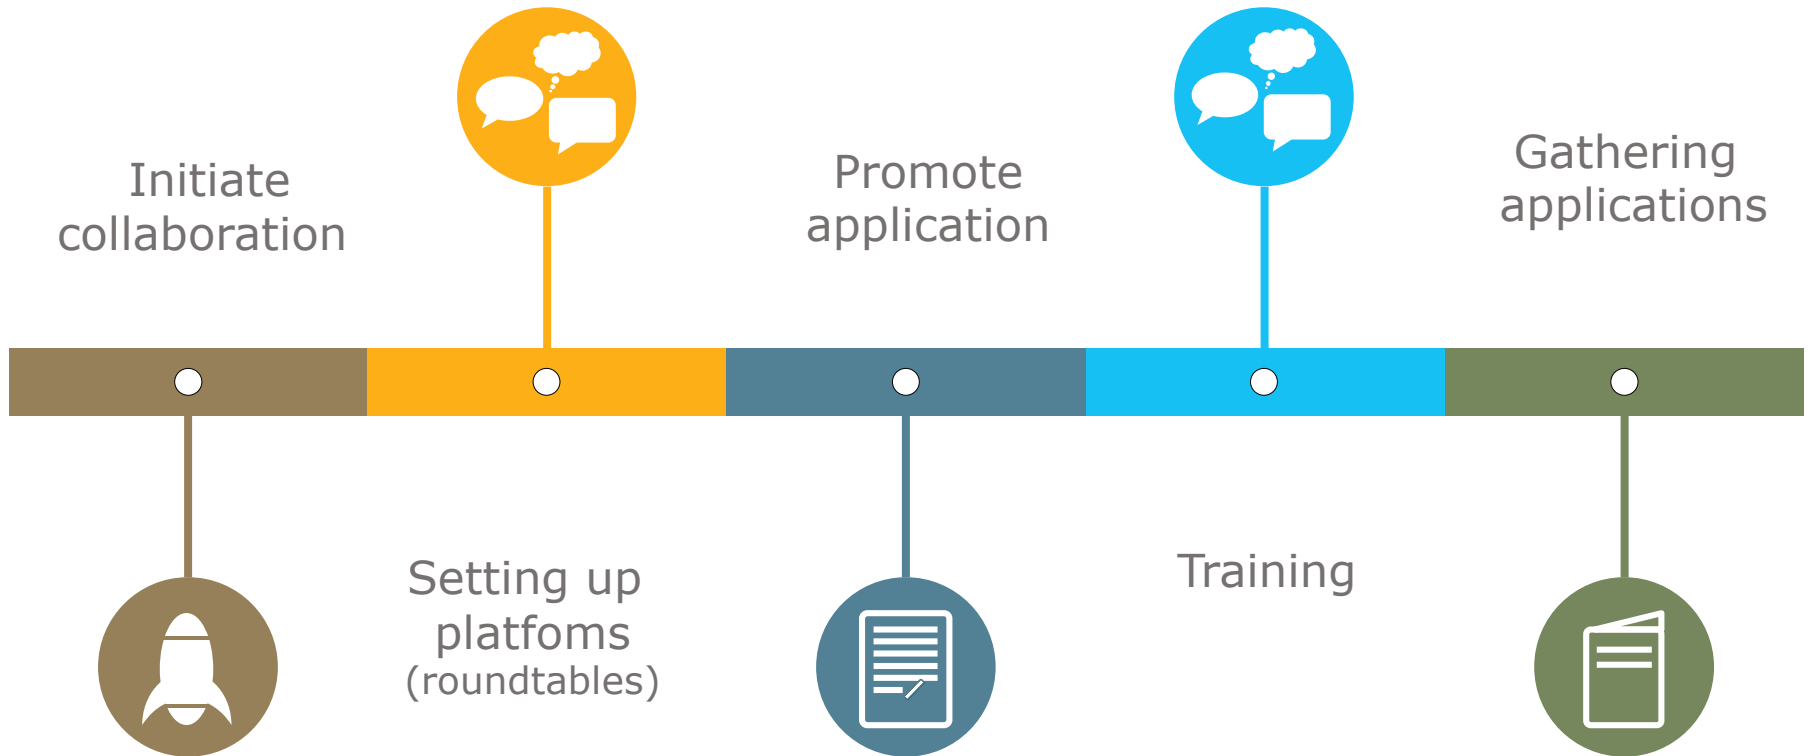 Initiate
collaboration
Setting up
platfoms
(roundtables)
Promote
application
Training
Gathering
applications